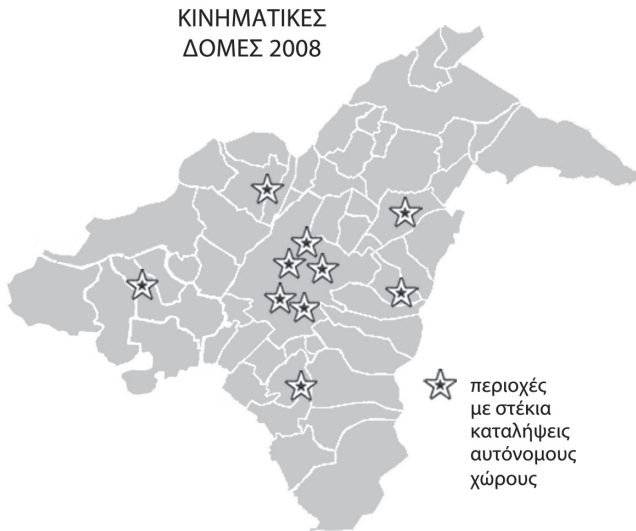 ΚΙΝΗΜΑΤΙΚΕΣ
ΔΟΜΕΣ 2008
περιοχές
με στέκια
καταλήψεις
αυτόνομους
χώρους